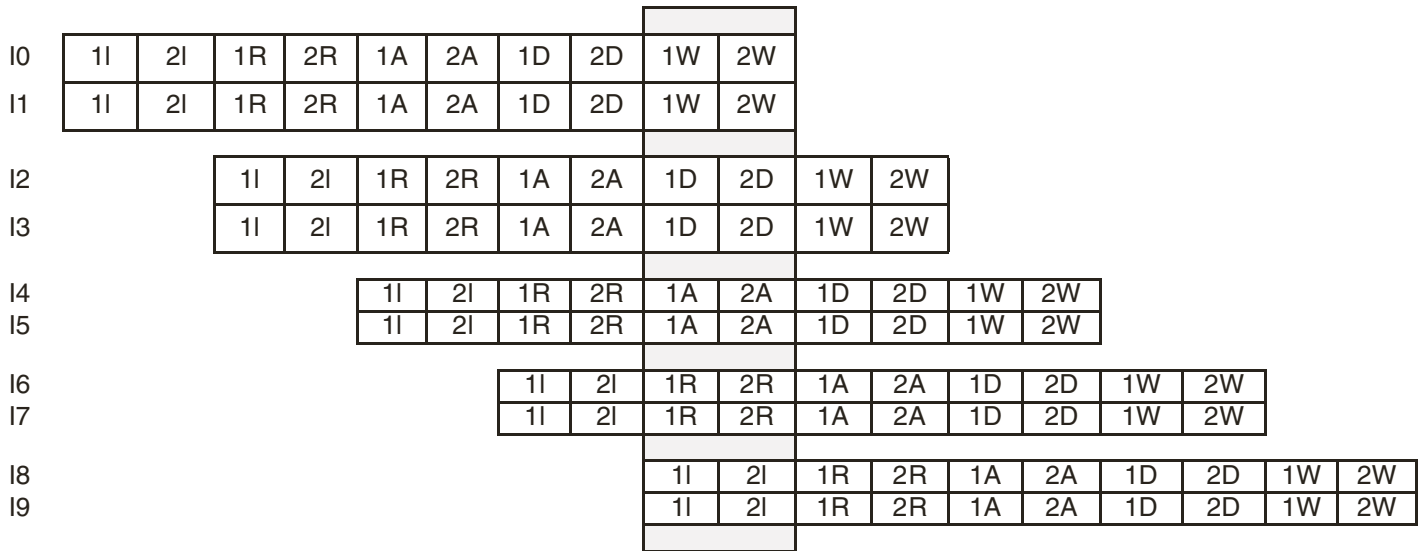 I0 1I 2I 1R 2R 1A 2A 1D 2D 1W 2W
I1 1I 2I 1R 2R 1A 2A 1D 2D 1W 2W
I2 1I 2I 1R 2R 1A 2A 1D 2D 1W 2W
I3 1I 2I 1R 2R 1A 2A 1D 2D 1W 2W
I4 1I 2I 1R 2R 1A 2A 1D 2D 1W 2W
I5 1I 2I 1R 2R 1A 2A 1D 2D 1W 2W
I6 1I 2I 1R 2R 1A 2A 1D 2D 1W 2W
I7 1I 2I 1R 2R 1A 2A 1D 2D 1W 2W
I8 1I 2I 1R 2R 1A 2A 1D 2D 1W 2W
I9 1I 2I 1R 2R 1A 2A 1D 2D 1W 2W